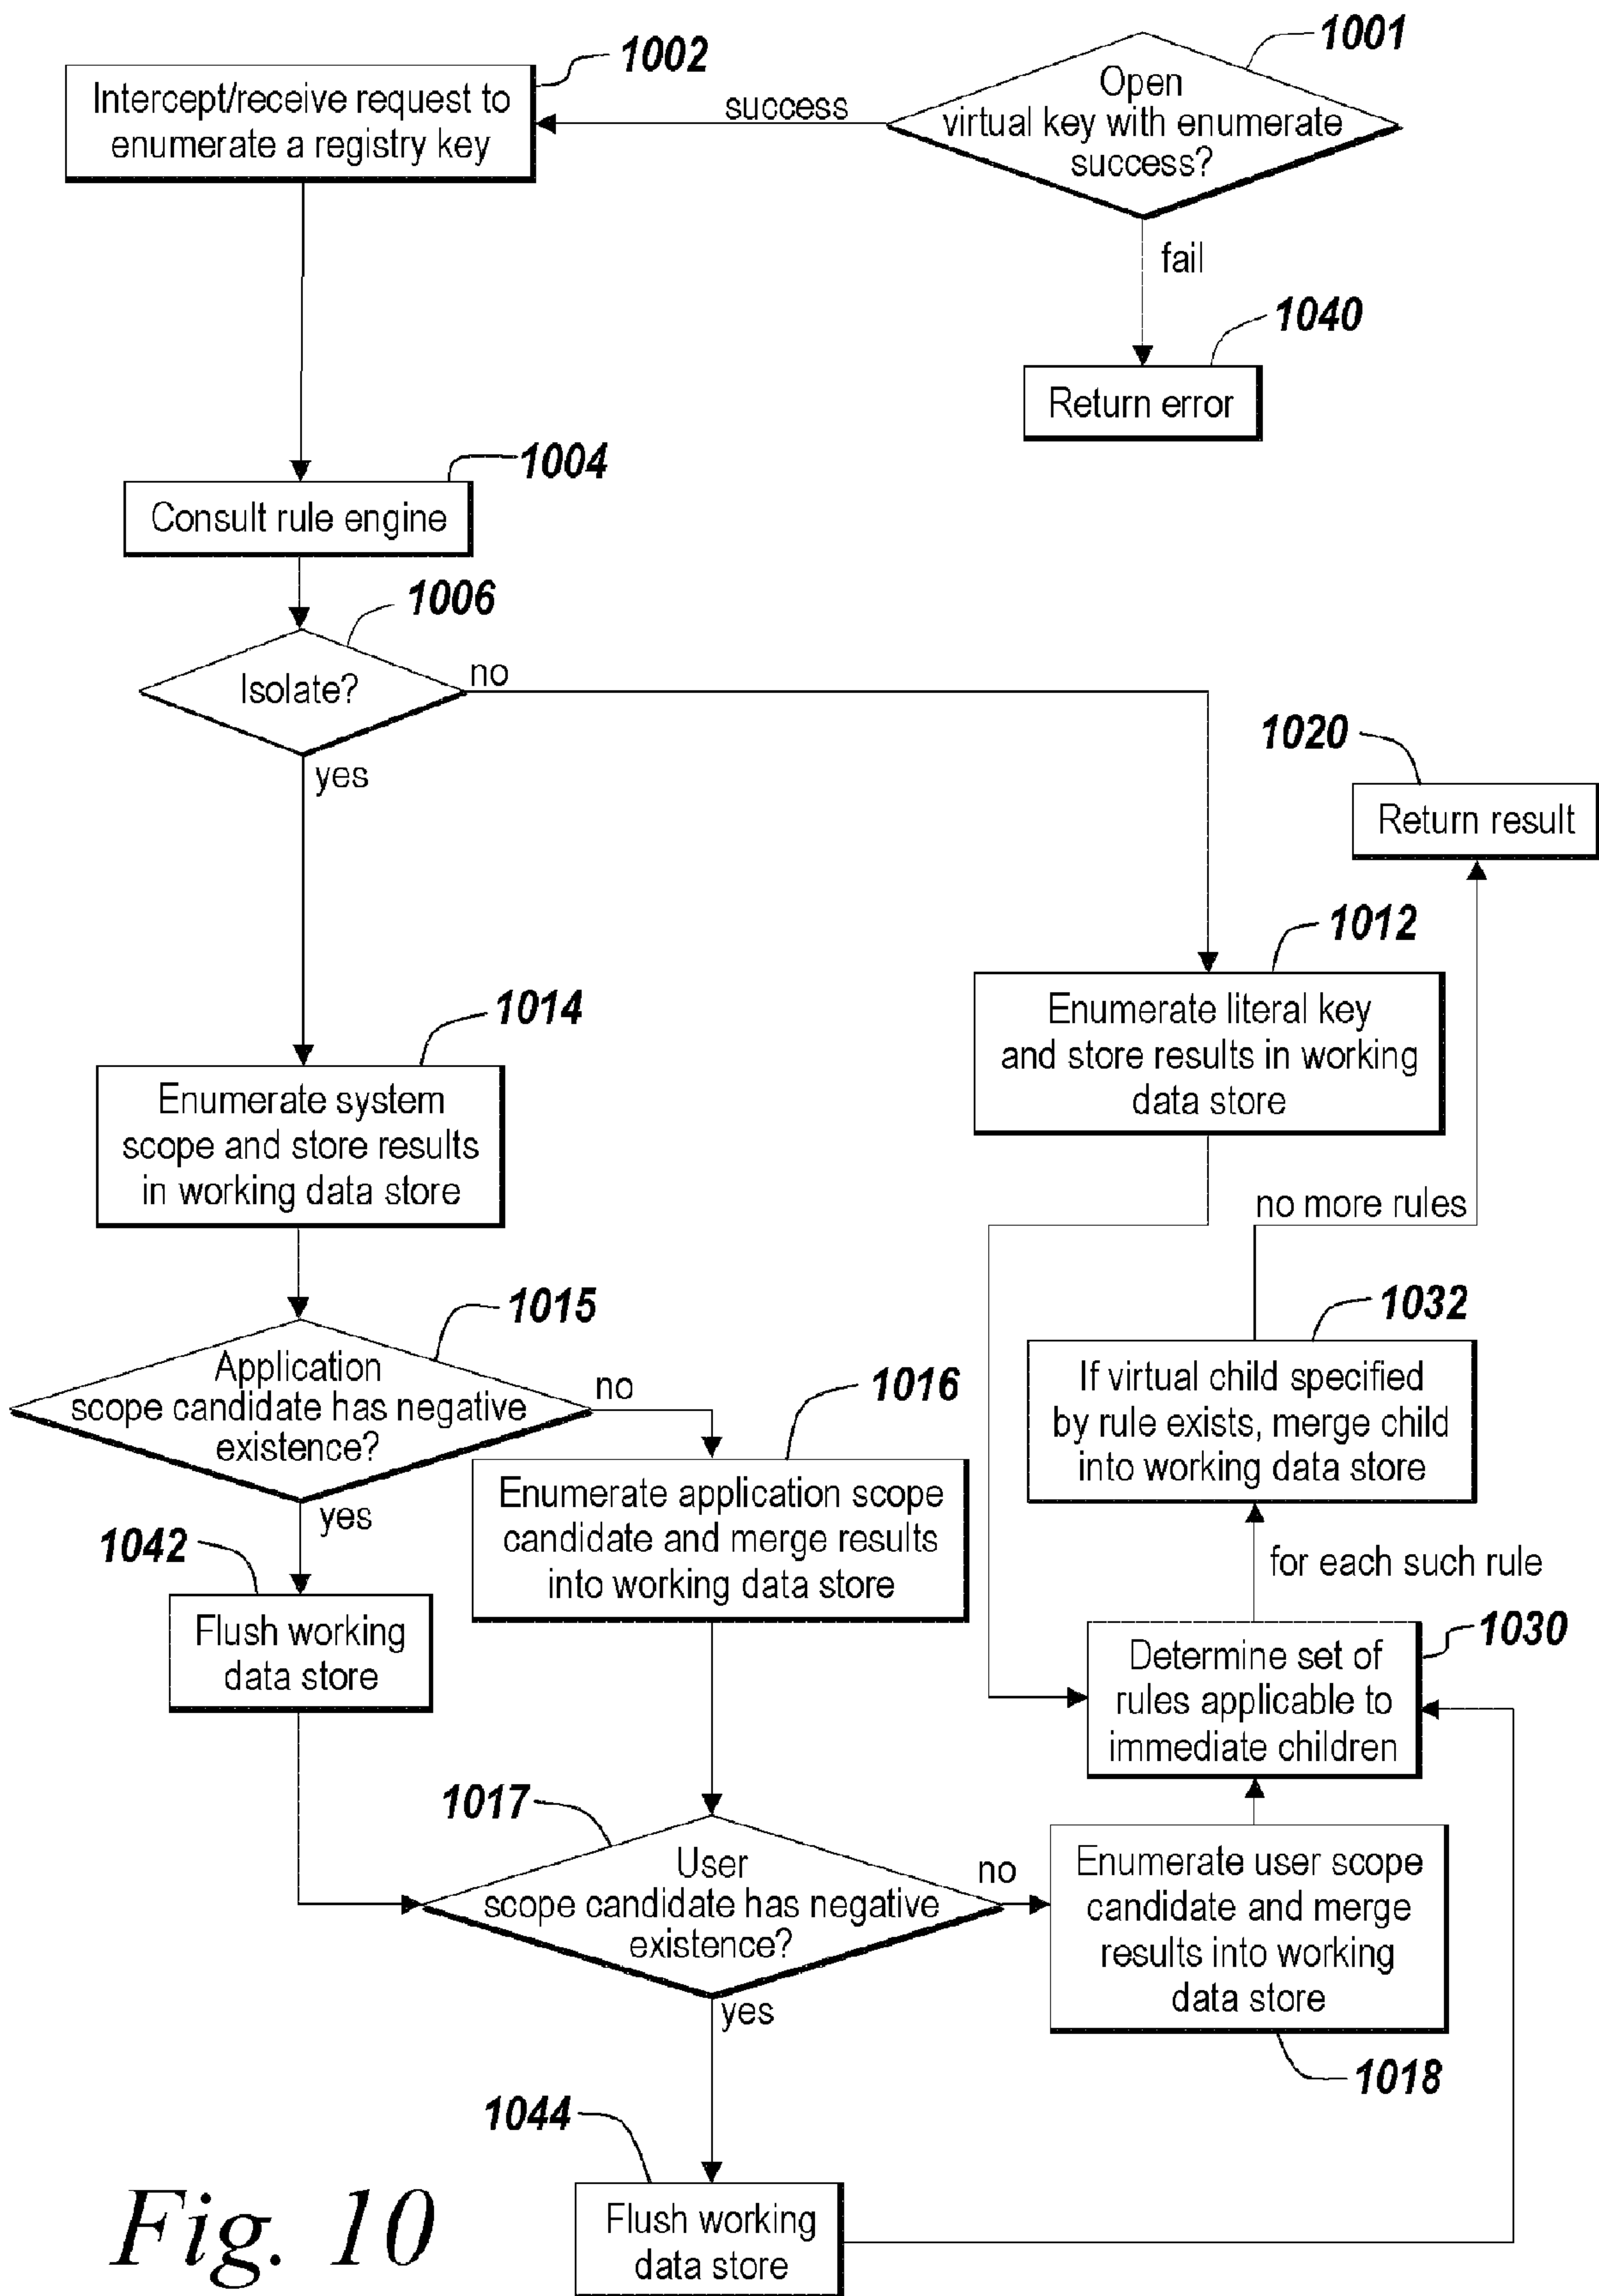 1001
1002
Open
virtual key with enumerate
success?
Intercept/receive request to
enumerate a registry key
success
fail
1040
Return error
1004
Consult rule engine
1006
Isolate?
no
yes
1020
Return result
1012
Enumerate literal key
and store results in working
data store
1014
Enumerate system
scope and store results
in working data store
no more rules
1015
Application
scope candidate has negative
existence?
no
yes
1016
Enumerate application scope
candidate and merge results
into working data store
1032
If virtual child specified
by rule exists, merge child
into working data store
for each such rule
1042
Flush working
data store
1030
Determine set of
rules applicable to
immediate children
1017
User
scope candidate has negative
existence?
no
yes
Enumerate user scope
candidate and merge
results into working
data store
1018
1044
Flush working
data store
Fig. 10